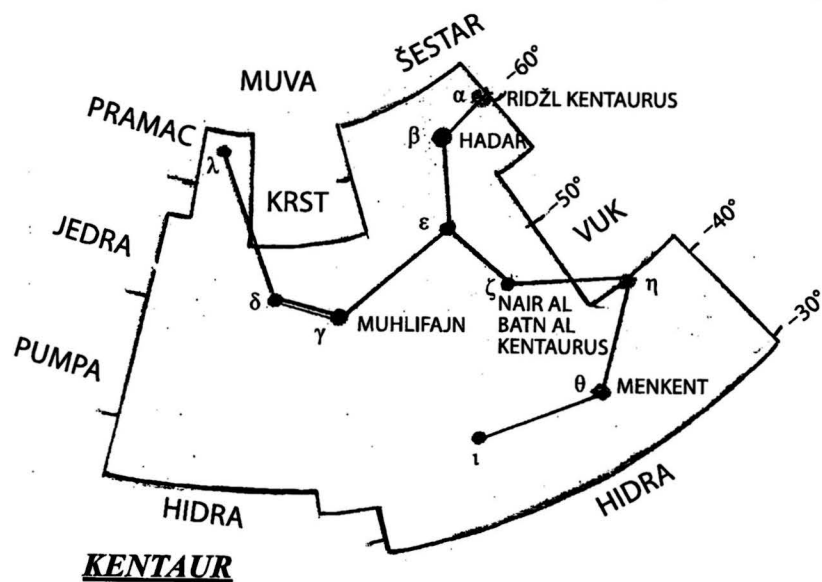 MUVA
ŠESTAR
-60°
α
RIDŽL KENTAURUS
PRAMAC
β
HADAR
λ
KRST
-50°
VUK
-40°
JEDRA
ε
ζ
η
NAIR AL
BATN AL
KENTAURUS
δ
γ
MUHLIFAJN
-30°
PUMPA
θ
MENKENT
ι
HIDRA
HIDRA
KENTAUR